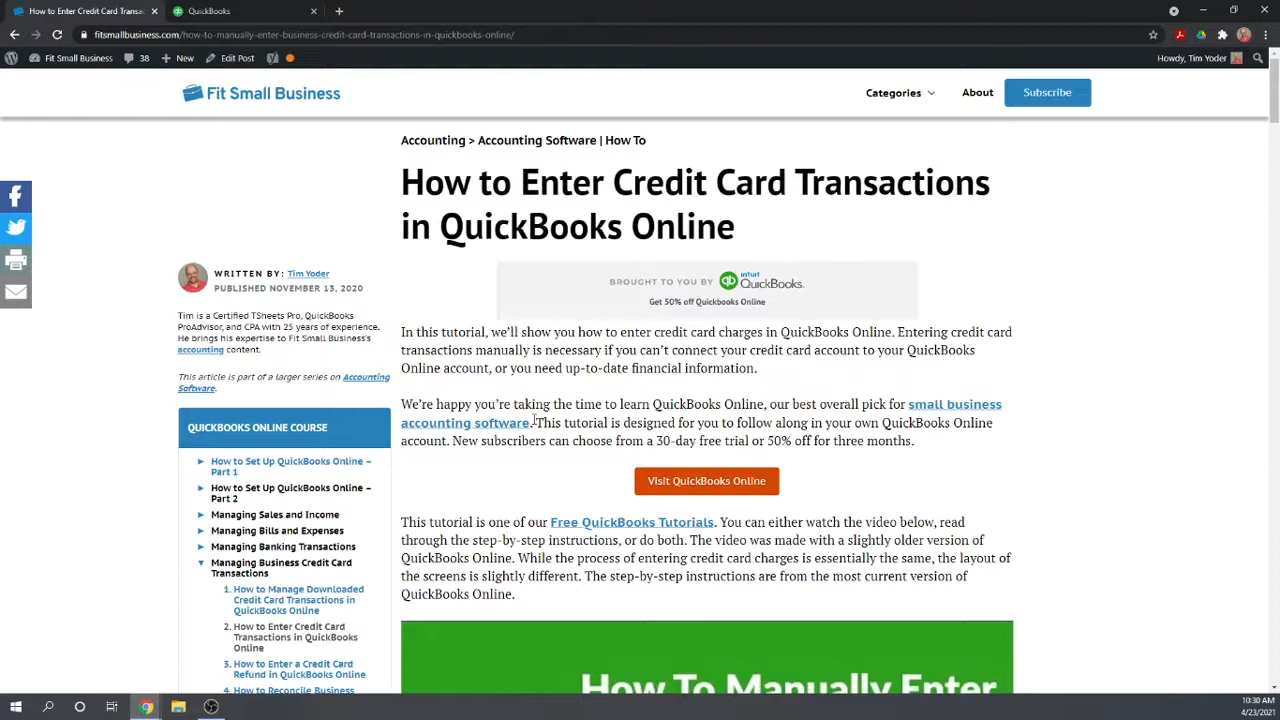 How to Enter Credit Card Transac
QuickBooks
fitsmallbusiness.com/how-to-manually-enter-business-credit-card-transactions-in-quickbooks-online/
Fit Small Business
38
New
Edit Post
Howdy, Tim Yoder
Fit Small Business
Categories
About
Subscribe
Accounting > Accounting Software | How To
How to Enter Credit Card Transactions
in QuickBooks Online
WRITTEN BY: Tim Yoder
PUBLISHED NOVEMBER 13, 2020
Tim is a Certified TSheets Pro, QuickBooks
ProAdvisor, and CPA with 25 years of experience.
He brings his expertise to Fit Small Business's
accounting content.
This article is part of a larger series on Accounting
Software.
QUICKBOOKS ONLINE COURSE
How to Set Up QuickBooks Online –
Part 1
How to Set Up QuickBooks Online –
Part 2
Managing Sales and Income
Managing Bills and Expenses
Managing Banking Transactions
Managing Business Credit Card
Transactions
1. How to Manage Downloaded
Credit Card Transactions in
QuickBooks Online
2. How to Enter Credit Card
Transactions in QuickBooks
Online
3. How to Enter a Credit Card
Refund in QuickBooks Online
4. How to Reconcile Business
BROUGHT TO YOU BY intuit QuickBooks.
Get 50% off Quickbooks Online
In this tutorial, we'll show you how to enter credit card charges in QuickBooks Online. Entering credit card
transactions manually is necessary if you can't connect your credit card account to your QuickBooks
Online account, or you need up-to-date financial information.
We're happy you're taking the time to learn QuickBooks Online, our best overall pick for small business
accounting software. This tutorial is designed for you to follow along in your own QuickBooks Online
account. New subscribers can choose from a 30-day free trial or 50% off for three months.
Visit QuickBooks Online
This tutorial is one of our Free QuickBooks Tutorials. You can either watch the video below, read
through the step-by-step instructions, or do both. The video was made with a slightly older version of
QuickBooks Online. While the process of entering credit card charges is essentially the same, the layout of
the screens is slightly different. The step-by-step instructions are from the most current version of
QuickBooks Online.
How To Manually Enter
10:30 AM
4/23/2021